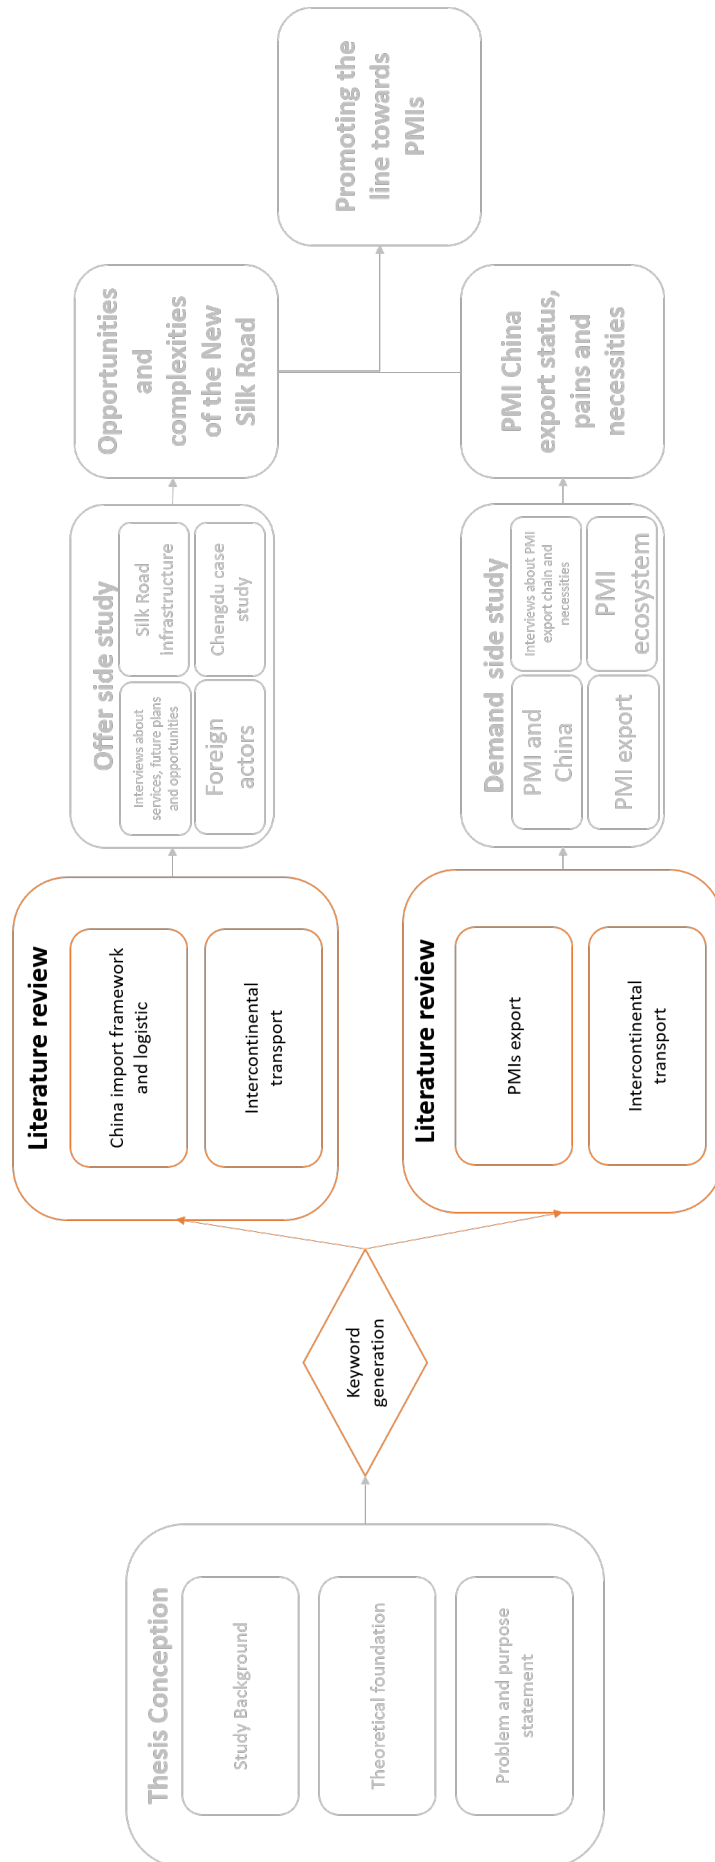 Thesis Conception
Study Background
Theoretical foundation
Problem and purpose
statement
Keyword
generation
Literature review
China import framework
and logistic
Intercontinental
transport
Literature review
PMIs export
Intercontinental
transport
Offer side study
Interviews about
services, future plans
and opportunities
Silk Road
infrastructure
Foreign
actors
Chengdu case
study
Demand side study
PMI and
China
Interviews about PMI
export chain and
necessities
PMI export
PMI
ecosystem
Opportunities
and
complexities
of the New
Silk Road
PMI China
export status,
pains and
necessities
Promoting the
line towards
PMIs